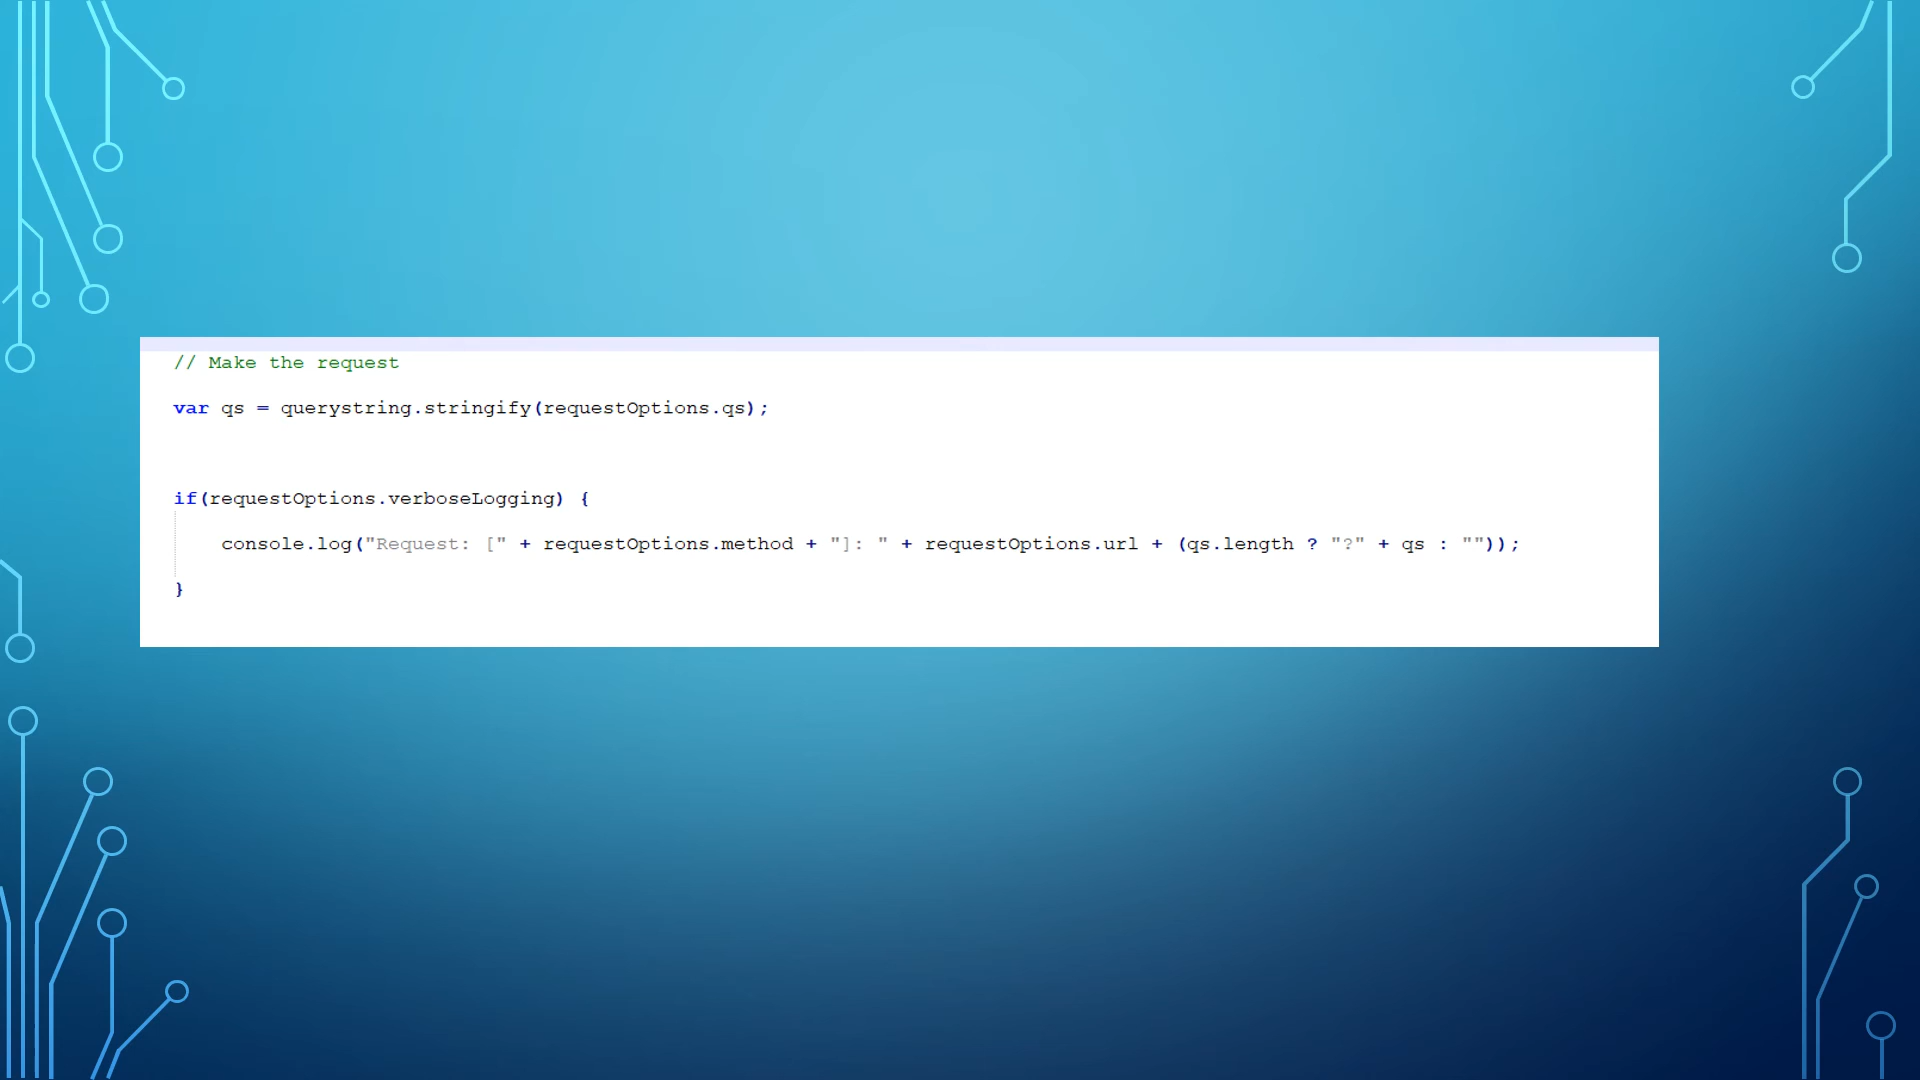 // Make the request
var qs = querystring.stringify(requestOptions.qs);
if(requestOptions.verboseLogging) {
console.log("Request: [" + requestOptions.method + "]: " + requestOptions.url + (qs.length ? "?" + qs : ""));
}